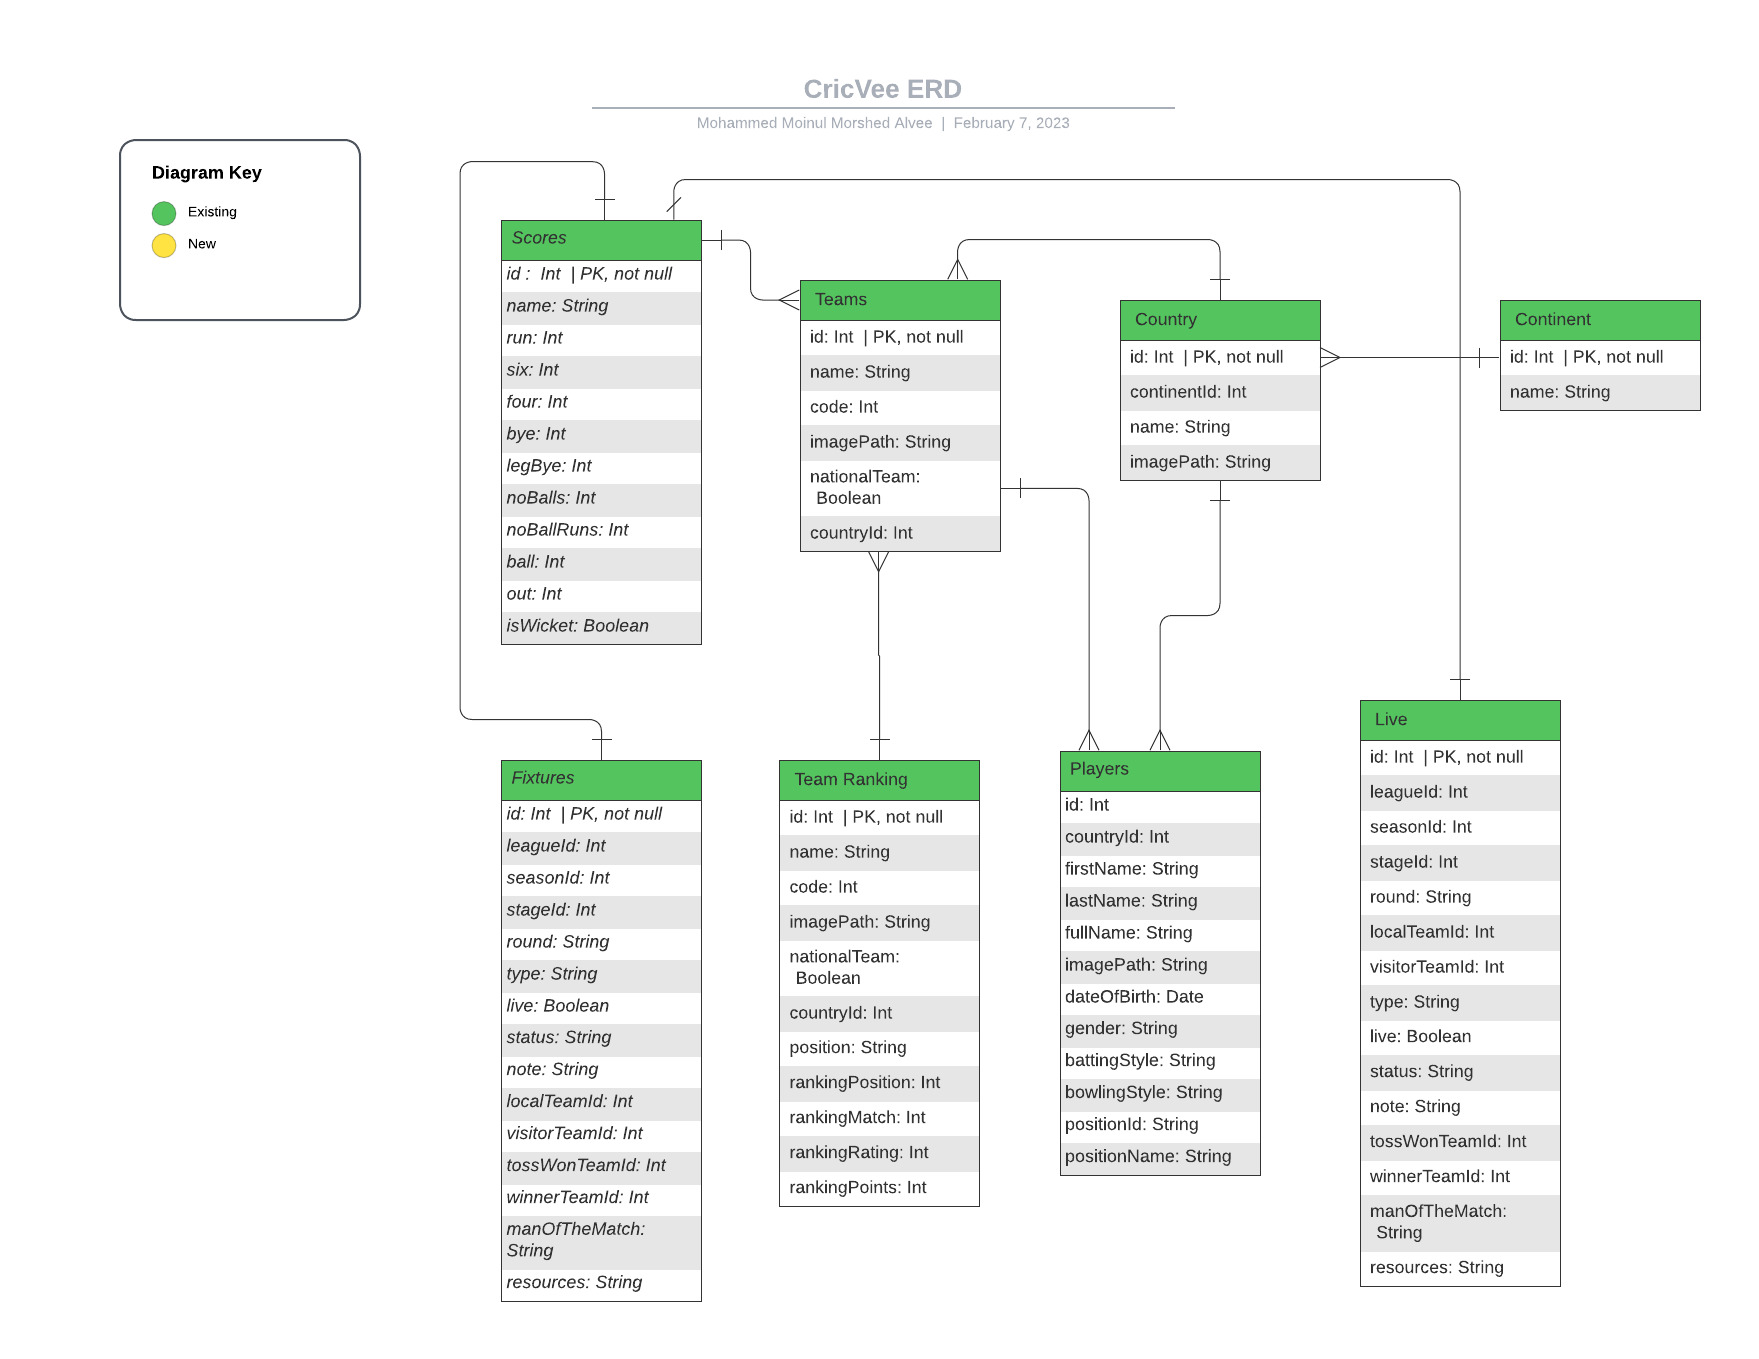 CricVee ERD
Mohammed Moinul Morshed Alvee | February 7, 2023
Diagram Key
Existing
New
Scores
id : Int | PK, not null
name: String
run: Int
six: Int
four: Int
bye: Int
legBye: Int
noBalls: Int
noBallRuns: Int
ball: Int
out: Int
isWicket: Boolean
Teams
id: Int | PK, not null
name: String
code: Int
imagePath: String
nationalTeam:
Boolean
countryId: Int
Country
id: Int | PK, not null
continentId: Int
name: String
imagePath: String
Continent
id: Int | PK, not null
name: String
Fixtures
id: Int | PK, not null
leagueId: Int
seasonId: Int
stageId: Int
round: String
type: String
live: Boolean
status: String
note: String
localTeamId: Int
visitorTeamId: Int
tossWonTeamId: Int
winnerTeamId: Int
manOfTheMatch:
String
resources: String
Team Ranking
id: Int | PK, not null
name: String
code: Int
imagePath: String
nationalTeam:
Boolean
countryId: Int
position: String
rankingPosition: Int
rankingMatch: Int
rankingRating: Int
rankingPoints: Int
Players
id: Int
countryId: Int
firstName: String
lastName: String
fullName: String
imagePath: String
dateOfBirth: Date
gender: String
battingStyle: String
bowlingStyle: String
positionId: String
positionName: String
Live
id: Int | PK, not null
leagueId: Int
seasonId: Int
stageId: Int
round: String
localTeamId: Int
visitorTeamId: Int
type: String
live: Boolean
status: String
note: String
tossWonTeamId: Int
winnerTeamId: Int
manOfTheMatch:
String
resources: String